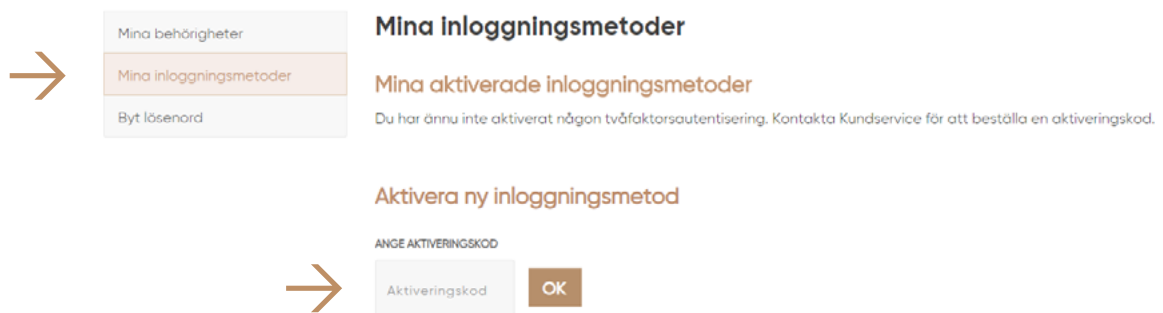 Mina behörigheter
Mina inloggningsmetoder
Byt lösenord
Mina inloggningsmetoder
Mina aktiverade inloggningsmetoder
Du har ännu inte aktiverat någon tvåfaktorsautentisering. Kontakta Kundservice för att beställa en aktiveringskod.
Aktivera ny inloggningsmetod
ANGE AKTIVERINGSKOD
Aktiveringskod OK